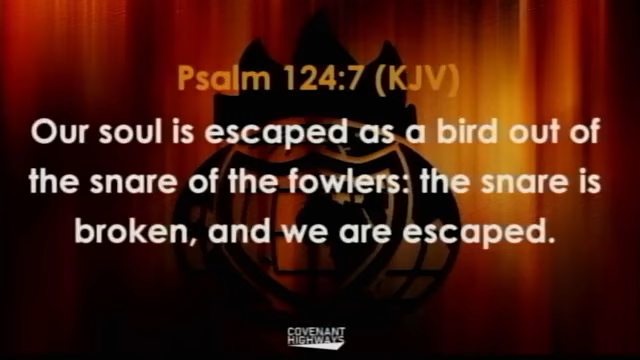 Psalm 124:7 (KJV)
Our soul is escaped as a bird out of
the snare of the fowlers: the snare is
broken, and we are escaped.
COVENANT
HIGHWAYS